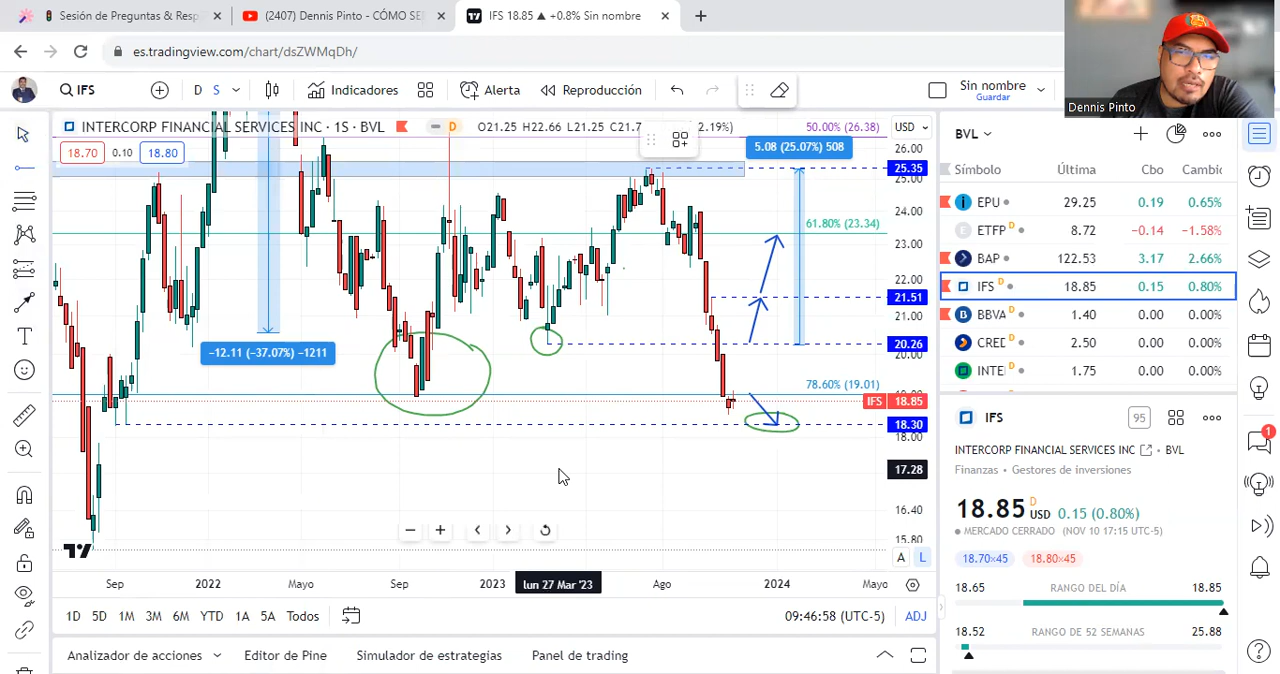 Sesión de Preguntas & Resp
(2407) Dennis Pinto - CÓMO SE
IFS 18.85 ▲ +0.8% Sin nombre
es.tradingview.com/chart/dsZWMqDh/
IFS
D S
Indicadores
Alerta
Reproducción
Sin nombre
Guardar
Dennis Pinto
INTERCORP FINANCIAL SERVICES INC · 1S · BVL
D
O21.25 H22.66 L21.25 C21.7
2.19%)
18.70
0.10
18.80
50.00% (26.38)
USD
5.08 (25.07%) 508
26.00
25.35
25.00
24.00
61.80% (23.34)
23.00
22.00
21.51
21.00
20.26
20.00
−12.11 (−37.07%) −1211
78.60% (19.01)
IFS 18.85
18.30
18.00
17.28
16.40
15.80
A L
Sep
2022
Mayo
Sep
2023
lun 27 Mar '23
Ago
2024
Mayo
1D 5D 1M 3M 6M YTD 1A 5A Todos
09:46:58 (UTC-5)
ADJ
Analizador de acciones
Editor de Pine
Simulador de estrategias
Panel de trading
BVL
Símbolo Última Cbo Cambic
EPU 29.25 0.19 0.65%
ETFP D 8.72 −0.14 −1.58%
BAP 122.53 3.17 2.66%
IFS D 18.85 0.15 0.80%
BBVA D 1.40 0.00 0.00%
CREE D 2.50 0.00 0.00%
INTE D 1.75 0.00 0.00%
IFS
95
INTERCORP FINANCIAL SERVICES INC · BVL
Finanzas · Gestores de inversiones
18.85 D USD 0.15 (0.80%)
MERCADO CERRADO (NOV 10 17:15 UTC-5)
18.70×45 18.80×45
18.65 RANGO DEL DÍA 18.85
18.52 RANGO DE 52 SEMANAS 25.88
1